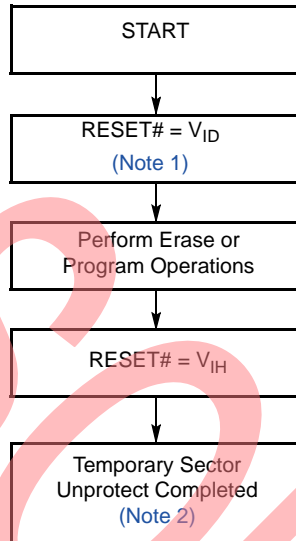 START
RESET# = VID
(Note 1)
Perform Erase or
Program Operations
RESET# = VIH
Temporary Sector
Unprotect Completed
(Note 2)